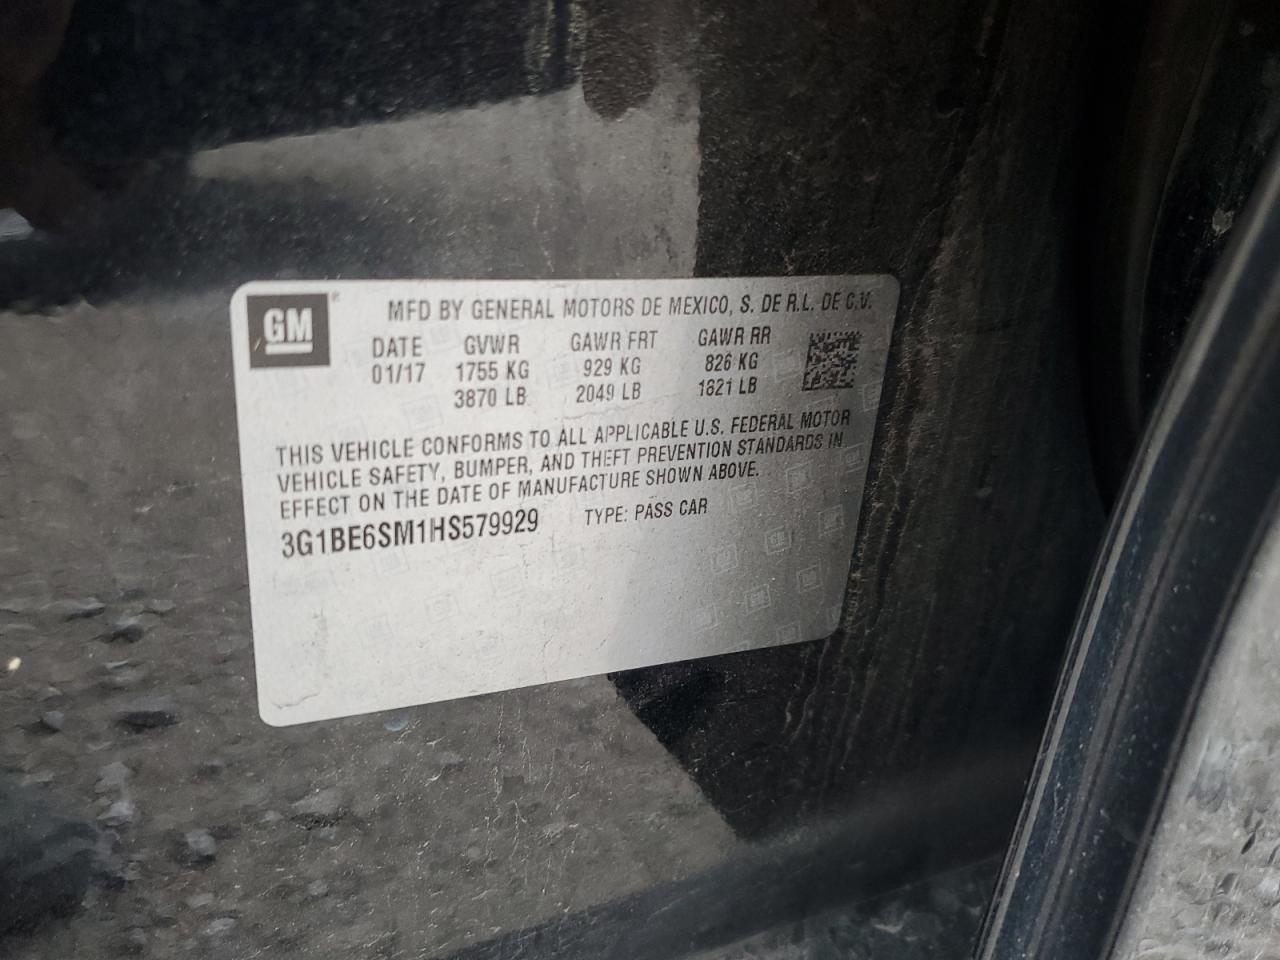 GM
MFD BY GENERAL MOTORS DE MEXICO, S. DE R.L. DE C.V.
DATE GVWR GAWR FRT GAWR RR
01/17 1755 KG 929 KG 826 KG
3870 LB 2049 LB 1821 LB
THIS VEHICLE CONFORMS TO ALL APPLICABLE U.S. FEDERAL MOTOR
VEHICLE SAFETY, BUMPER, AND THEFT PREVENTION STANDARDS IN
EFFECT ON THE DATE OF MANUFACTURE SHOWN ABOVE.
3G1BE6SM1HS579929 TYPE: PASS CAR